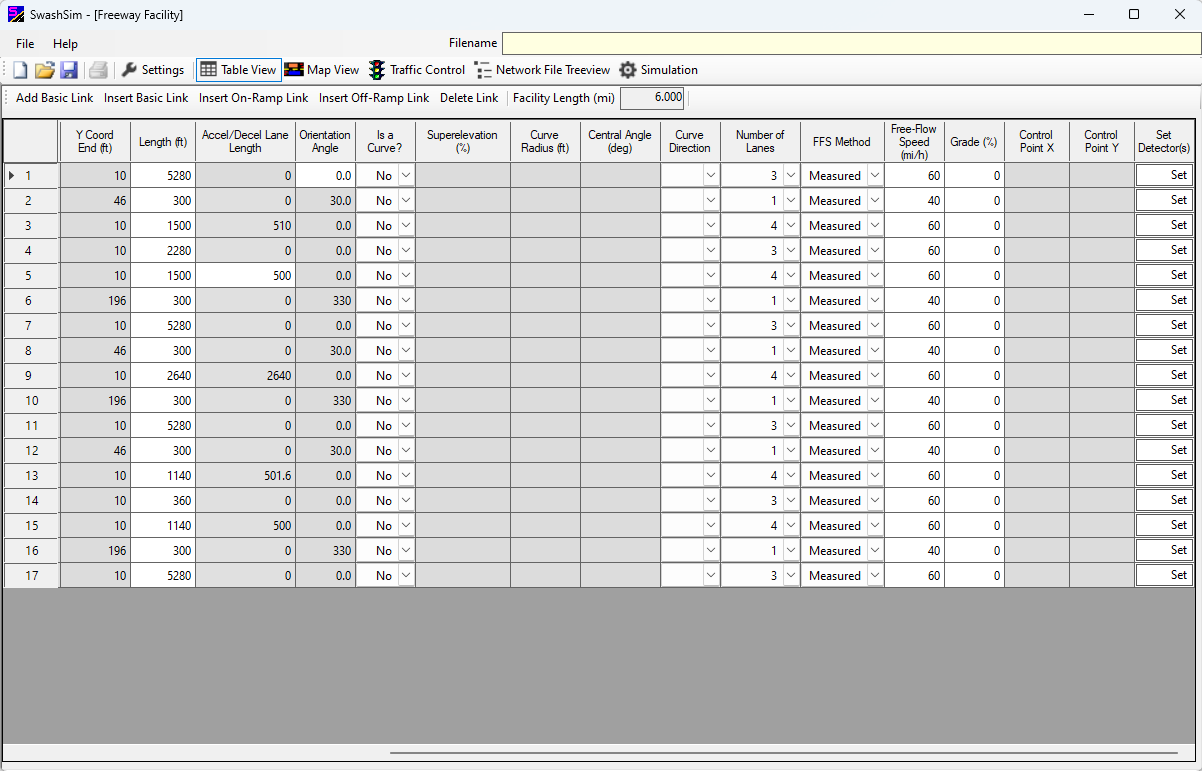 SwashSim - [Freeway Facility]
File Help Filename
Settings Table View Map View Traffic Control Network File Treeview Simulation
Add Basic Link Insert Basic Link Insert On-Ramp Link Insert Off-Ramp Link Delete Link Facility Length (mi) 6.000
Y Coord End (ft) Length (ft) Accel/Decel Lane Length Orientation Angle Is a Curve? Superelevation (%) Curve Radius (ft) Central Angle (deg) Curve Direction Number of Lanes FFS Method Free-Flow Speed (mi/h) Grade (%) Control Point X Control Point Y Set Detector(s)
1 10 5280 0 0.0 No 3 Measured 60 0 Set
2 46 300 0 30.0 No 1 Measured 40 0 Set
3 10 1500 510 0.0 No 4 Measured 60 0 Set
4 10 2280 0 0.0 No 3 Measured 60 0 Set
5 10 1500 500 0.0 No 4 Measured 60 0 Set
6 196 300 0 330 No 1 Measured 40 0 Set
7 10 5280 0 0.0 No 3 Measured 60 0 Set
8 46 300 0 30.0 No 1 Measured 40 0 Set
9 10 2640 2640 0.0 No 4 Measured 60 0 Set
10 196 300 0 330 No 1 Measured 40 0 Set
11 10 5280 0 0.0 No 3 Measured 60 0 Set
12 46 300 0 30.0 No 1 Measured 40 0 Set
13 10 1140 501.6 0.0 No 4 Measured 60 0 Set
14 10 360 0 0.0 No 3 Measured 60 0 Set
15 10 1140 500 0.0 No 4 Measured 60 0 Set
16 196 300 0 330 No 1 Measured 40 0 Set
17 10 5280 0 0.0 No 3 Measured 60 0 Set